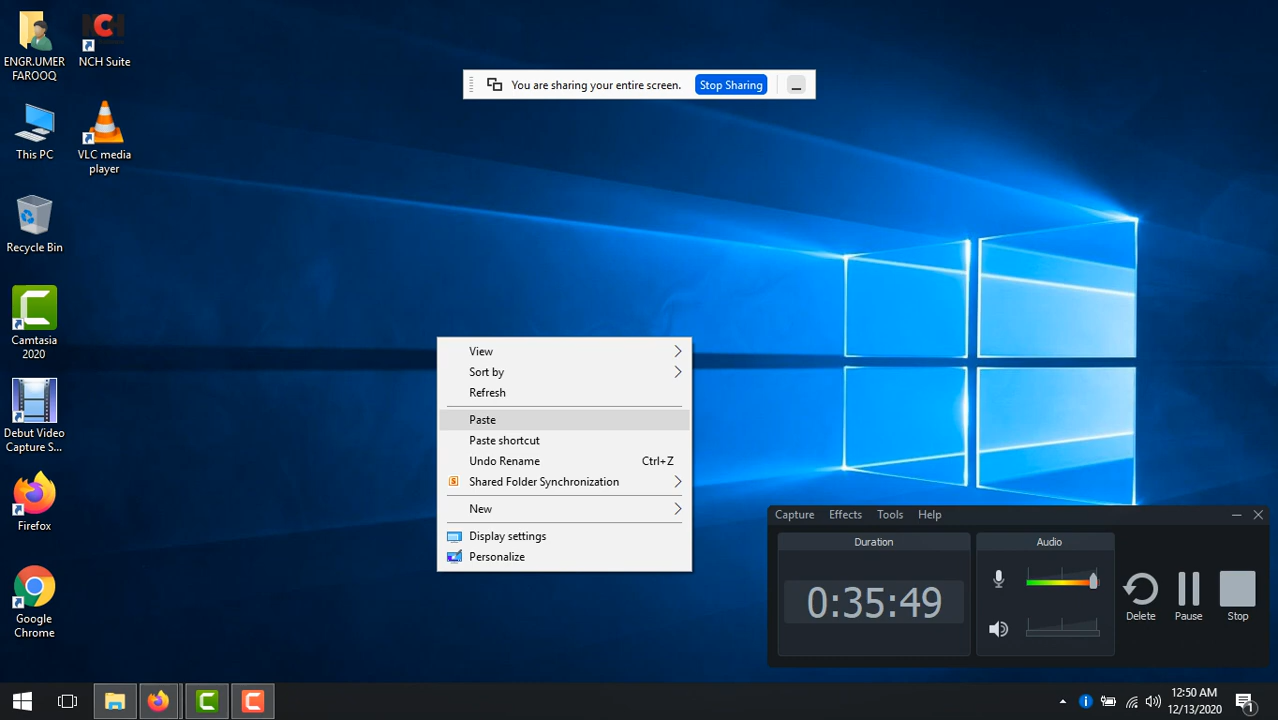 ENGR.UMER
FAROOQ
NCH
NCH Suite
This PC
VLC media
player
Recycle Bin
Camtasia
2020
Debut Video
Capture S...
Firefox
Google
Chrome
You are sharing your entire screen.
Stop Sharing
View
Sort by
Refresh
Paste
Paste shortcut
Undo Rename Ctrl+Z
S
Shared Folder Synchronization
New
Display settings
Personalize
Capture Effects Tools Help
Duration
Audio
0:35:49
Delete
Pause
Stop
12:50 AM
12/13/2020
1